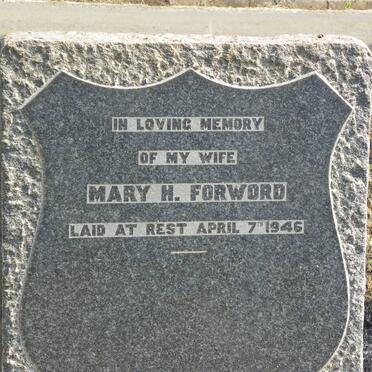 IN LOVING MEMORY
OF MY WIFE
MARY H. FORWORD
LAID AT REST APRIL 7TH 1946